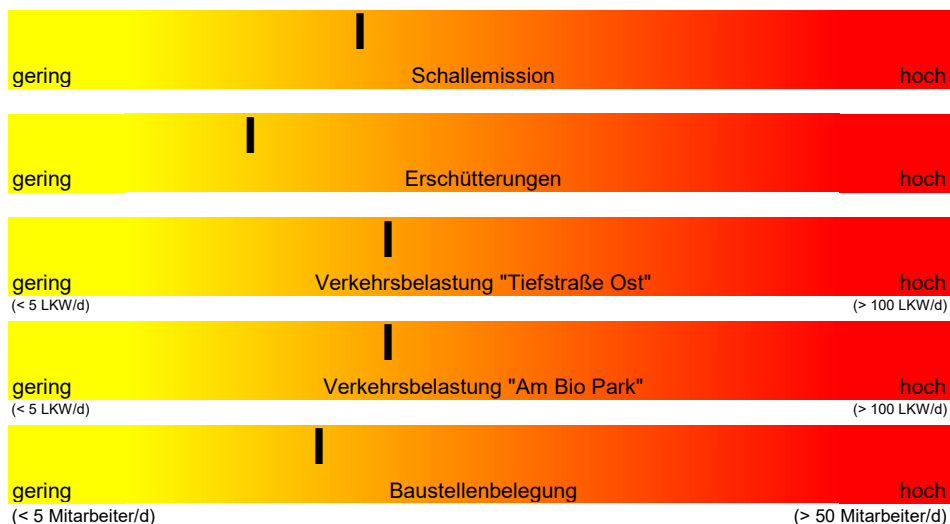 gering Schallemission hoch
gering Erschütterungen hoch
gering Verkehrsbelastung "Tiefstraße Ost" hoch
(< 5 LKW/d) (> 100 LKW/d)
gering Verkehrsbelastung "Am Bio Park" hoch
(< 5 LKW/d) (> 100 LKW/d)
gering Baustellenbelegung hoch
(< 5 Mitarbeiter/d) (> 50 Mitarbeiter/d)